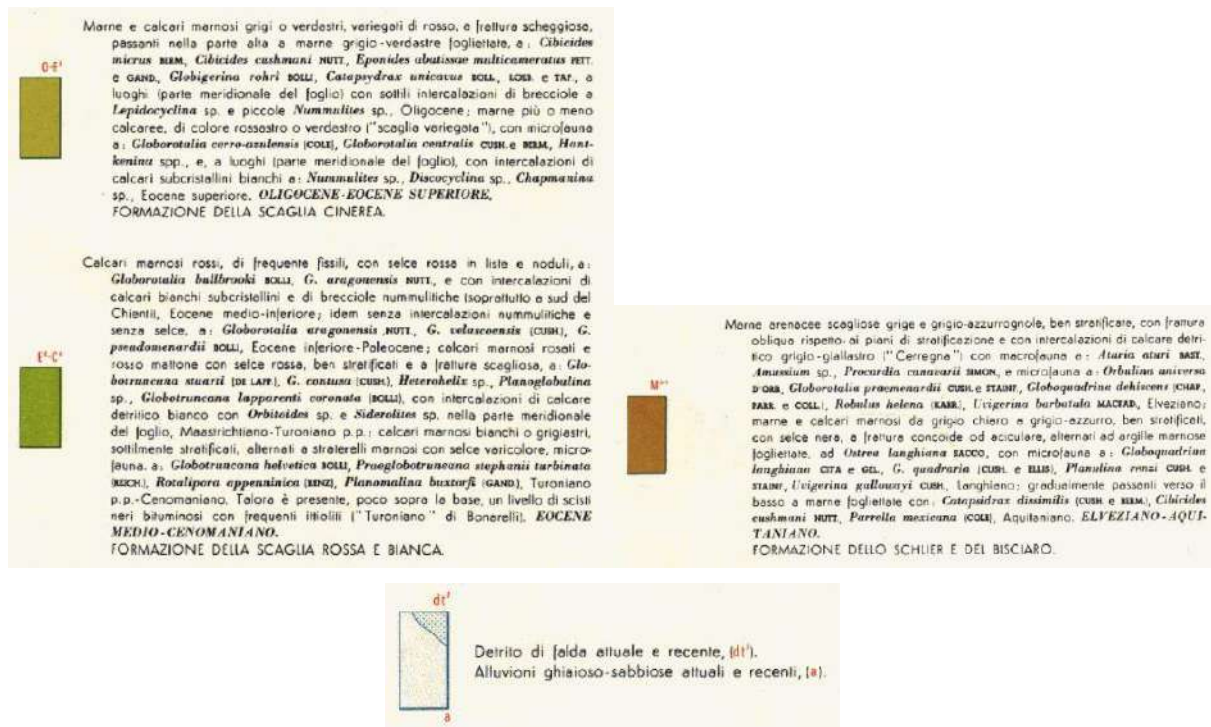 Marne e calcari marnosi grigi o verdastri, variegati di rosso, a frattura scheggiosa,
passanti nella parte alta a marne grigio-verdastre fogliettate, a: Cibicides
micrus BERM., Cibicides cushmani NUTT., Eponides abatissae multicameratus PETT.
e GAND., Globigerina rohri BOLLI, Catapsydrax unicavus BOLL., LOEB. e TAP., a
luoghi (parte meridionale del foglio) con sottili intercalazioni di brecciole a
Lepidocyclina sp. e piccole Nummulites sp., Oligocene; marne più o meno
calcaree, di colore rossastro o verdastro ("scaglia variegata"), con microfauna
a: Globorotalia cerro-azulensis (COLE), Globorotalia centralis CUSH. e BERM., Hant-
kenina spp., e, a luoghi (parte meridionale del foglio), con intercalazioni di
calcari subcristallini bianchi a: Nummulites sp., Discocyclina sp., Chapmanina
sp., Eocene superiore. OLIGOCENE-EOCENE SUPERIORE.
FORMAZIONE DELLA SCAGLIA CINEREA.
Calcari marnosi rossi, di frequente fissili, con selce rossa in liste e noduli, a:
Globorotalia bullbrooki BOLLI, G. aragonensis NUTT., e con intercalazioni di
calcari bianchi subcristallini e di brecciole nummulitiche (soprattutto a sud del
Chienti), Eocene medio-inferiore; idem senza intercalazioni nummulitiche e
senza selce, a: Globorotalia aragonensis NUTT., G. velascoensis (CUSH.), G.
pseudomenardii BOLLI, Eocene inferiore-Paleocene; calcari marnosi rosati e
rosso mattone con selce rossa, ben stratificati e a frattura scagliosa, a: Glo-
botruncana stuarti (DE LAPP.), G. contusa (CUSH.), Heterohelix sp., Planoglobulina
sp., Globotruncana lapparenti coronata (BOLLI), con intercalazioni di calcare
detritico bianco con Orbitoides sp. e Siderolites sp. nella parte meridionale
del foglio, Maastrichtiano-Turoniano p.p.; calcari marnosi bianchi o grigiastri,
sottilmente stratificati, alternati a straterelli marnosi con selce varicolore, micro-
fauna, a: Globotruncana helvetica BOLLI, Praeglobotruncana stephanii turbinata
(REICH.), Rotalipora appenninica (RENZ), Planomalina buxtorfi (GAND.), Turoniano
p.p.-Cenomaniano. Talora è presente, poco sopra la base, un livello di scisti
neri bituminosi con frequenti ittioliti ("Turoniano" di Bonarelli). EOCENE
MEDIO-CENOMANIANO.
FORMAZIONE DELLA SCAGLIA ROSSA E BIANCA.
Marne arenacee scagliose grige e grigio-azzurrognole, ben stratificate, con frattura
obliqua rispetto ai piani di stratificazione e con intercalazioni di calcare detri-
tico grigio-giallastro ("Cerregna") con macrofauna a: Aturia aturi BAST.,
Amussium sp., Procardia canavarii SIMON., e microfauna a: Orbulina universa
D'ORB., Globorotalia praemenardii CUSH. e STAINF., Globoquadrina dehiscens (CHAP.,
PARR. e COLL.), Robulus helena (KARR.), Uvigerina barbatula MACFAD., Elveziano;
marne e calcari marnosi da grigio chiaro a grigio-azzurro, ben stratificati,
con selce nera, a frattura concoide od aciculare, alternati ad argille marnose
fogliettate, ad Ostrea langhiana SACCO, con microfauna a: Globoquadrina
langhiana CITA e GEL., G. quadraria (CUSH. e ELLIS), Planulina renzi CUSH. e
STAINF., Uvigerina gallowayi CUSH., Langhiano; gradualmente passanti verso il
basso a marne fogliettate con: Catapsidrax dissimilis (CUSH. e BERM.), Cibicides
cushmani NUTT., Parrella mexicana (COLE), Aquitaniano. ELVEZIANO-AQUI-
TANIANO.
FORMAZIONE DELLO SCHLIER E DEL BISCIARO.
dt²
Detrito di falda attuale e recente, (dt²).
Alluvioni ghiaioso-sabbiose attuali e recenti, (a).
a